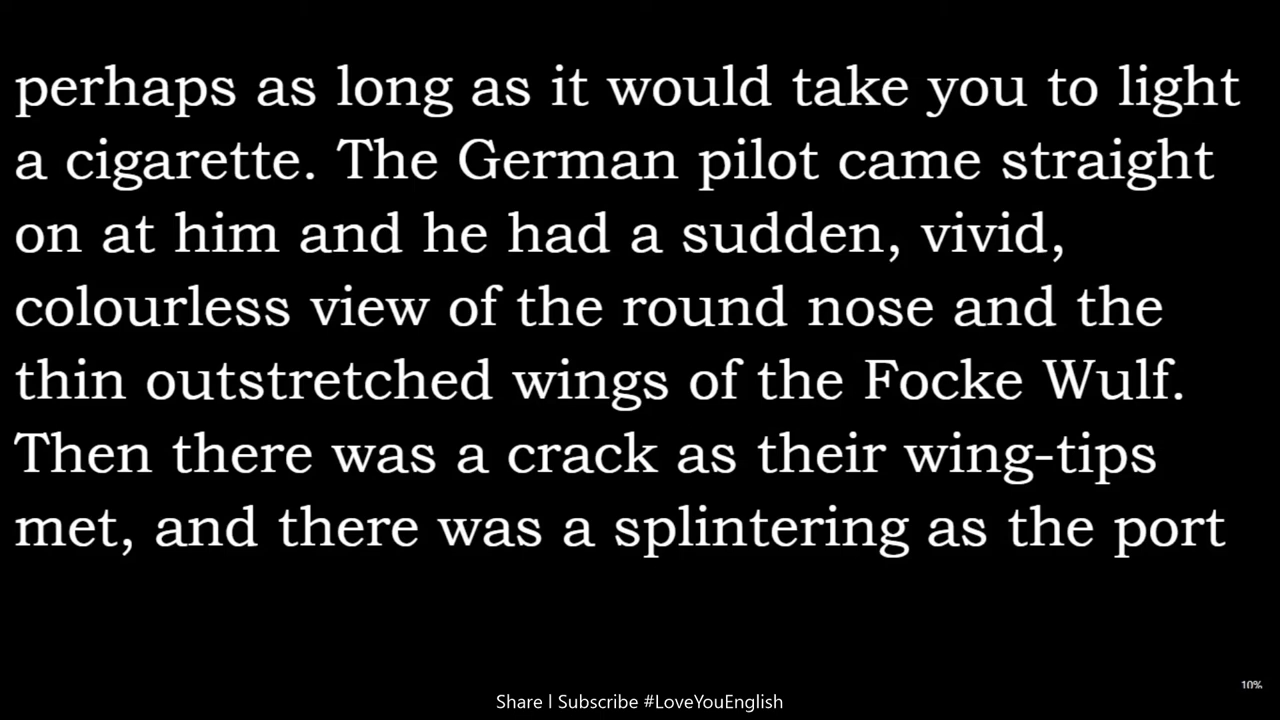 perhaps as long as it would take you to light
a cigarette. The German pilot came straight
on at him and he had a sudden, vivid,
colourless view of the round nose and the
thin outstretched wings of the Focke Wulf.
Then there was a crack as their wing-tips
met, and there was a splintering as the port
10%
Share | Subscribe #LoveYouEnglish